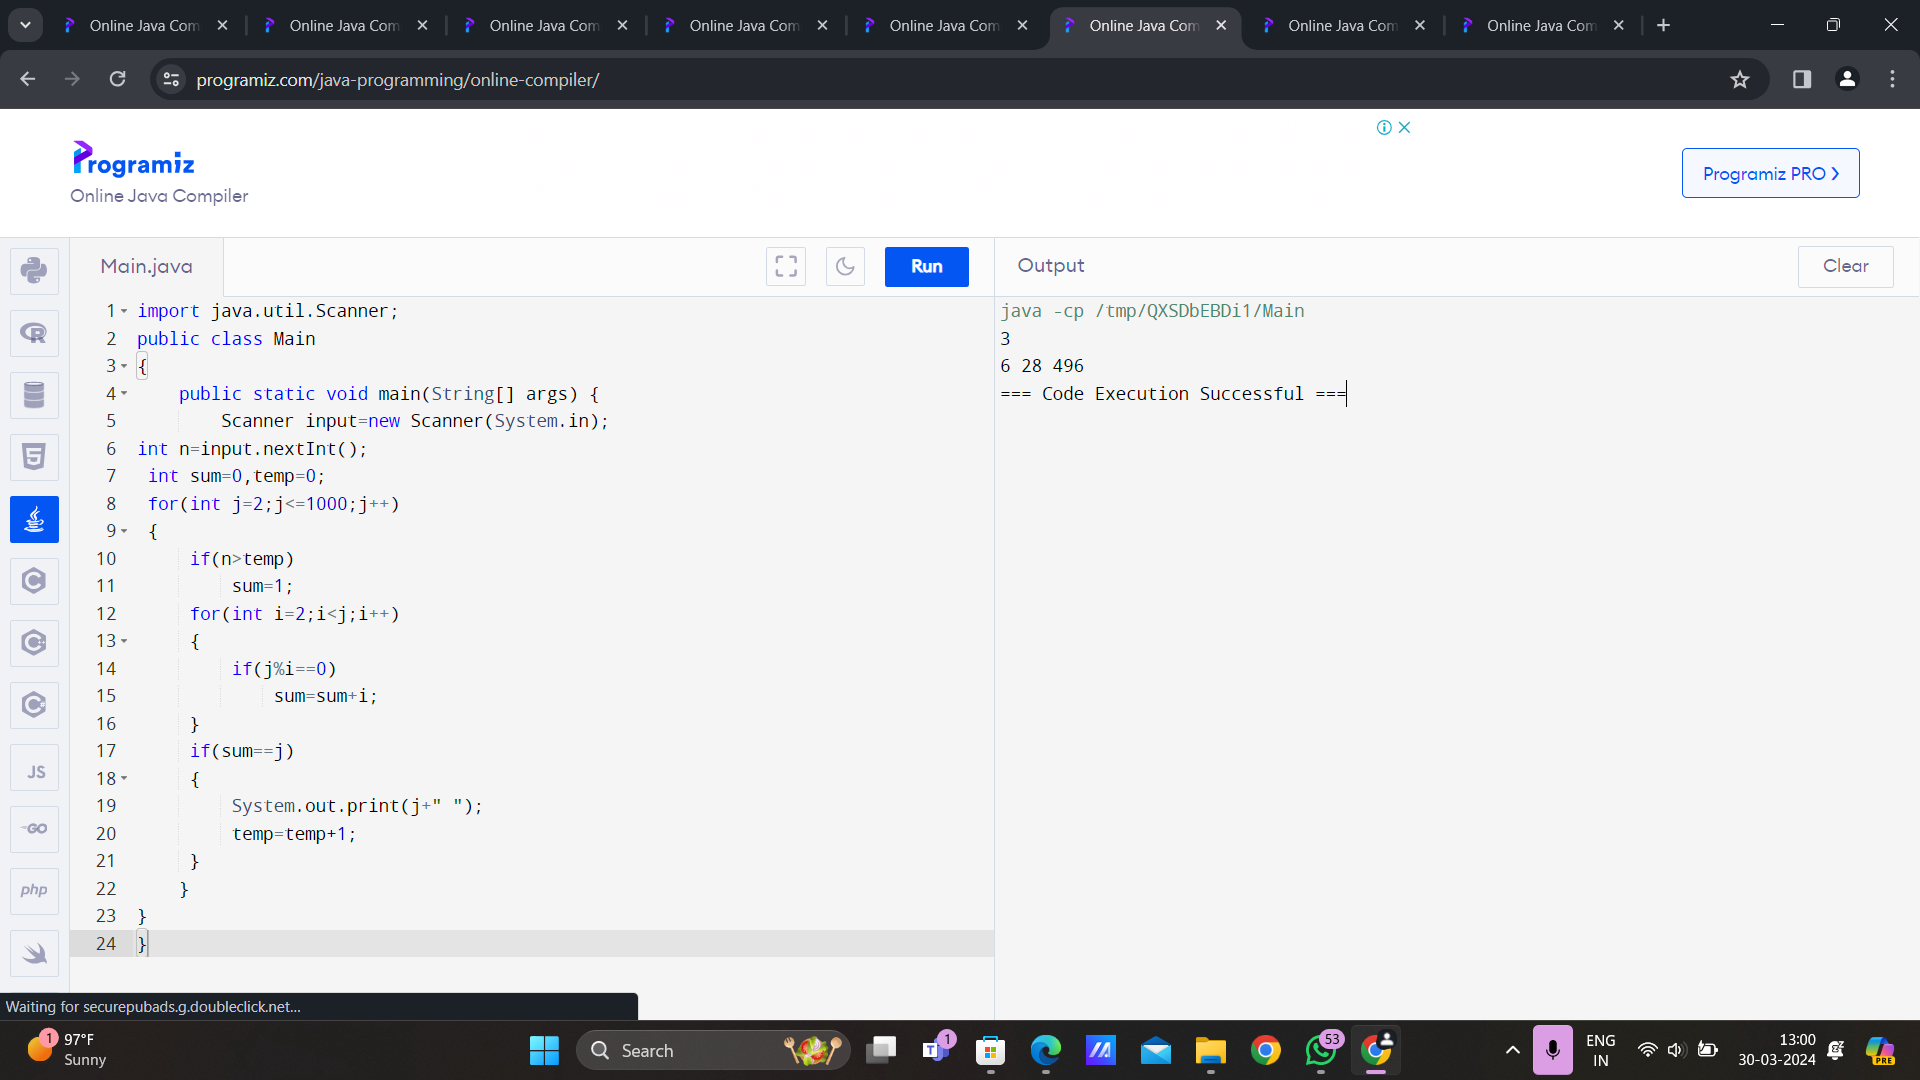 Online Java Com Online Java Com Online Java Com Online Java Com Online Java Com Online Java Com Online Java Com Online Java Com
programiz.com/java-programming/online-compiler/
Programiz
Online Java Compiler
Programiz PRO >
Main.java
Run
Output
Clear
1 import java.util.Scanner;
2 public class Main
3 {
4     public static void main(String[] args) {
5         Scanner input=new Scanner(System.in);
6 int n=input.nextInt();
7  int sum=0,temp=0;
8  for(int j=2;j<=1000;j++)
9  {
10      if(n>temp)
11          sum=1;
12      for(int i=2;i<j;i++)
13      {
14          if(j%i==0)
15              sum=sum+i;
16      }
17      if(sum==j)
18      {
19          System.out.print(j+" ");
20          temp=temp+1;
21      }
22     }
23 }
24 }
java -cp /tmp/QXSDbEBDi1/Main
3
6 28 496
=== Code Execution Successful ===
R
5
C
C
C
JS
GO
php
Waiting for securepubads.g.doubleclick.net...
1
97°F
Sunny
Search
T
1
53
ENG
IN
13:00
30-03-2024
PRE